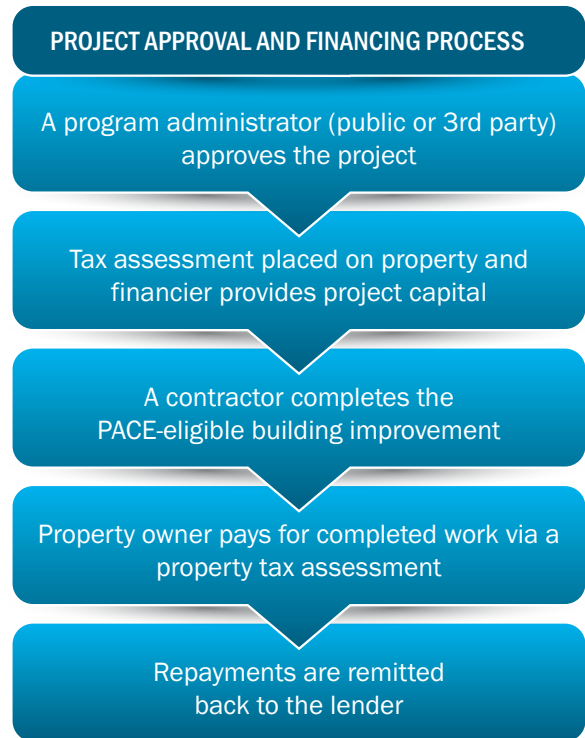 PROJECT APPROVAL AND FINANCING PROCESS
A program administrator (public or 3rd party)
approves the project
Tax assessment placed on property and
financier provides project capital
A contractor completes the
PACE-eligible building improvement
Property owner pays for completed work via a
property tax assessment
Repayments are remitted
back to the lender